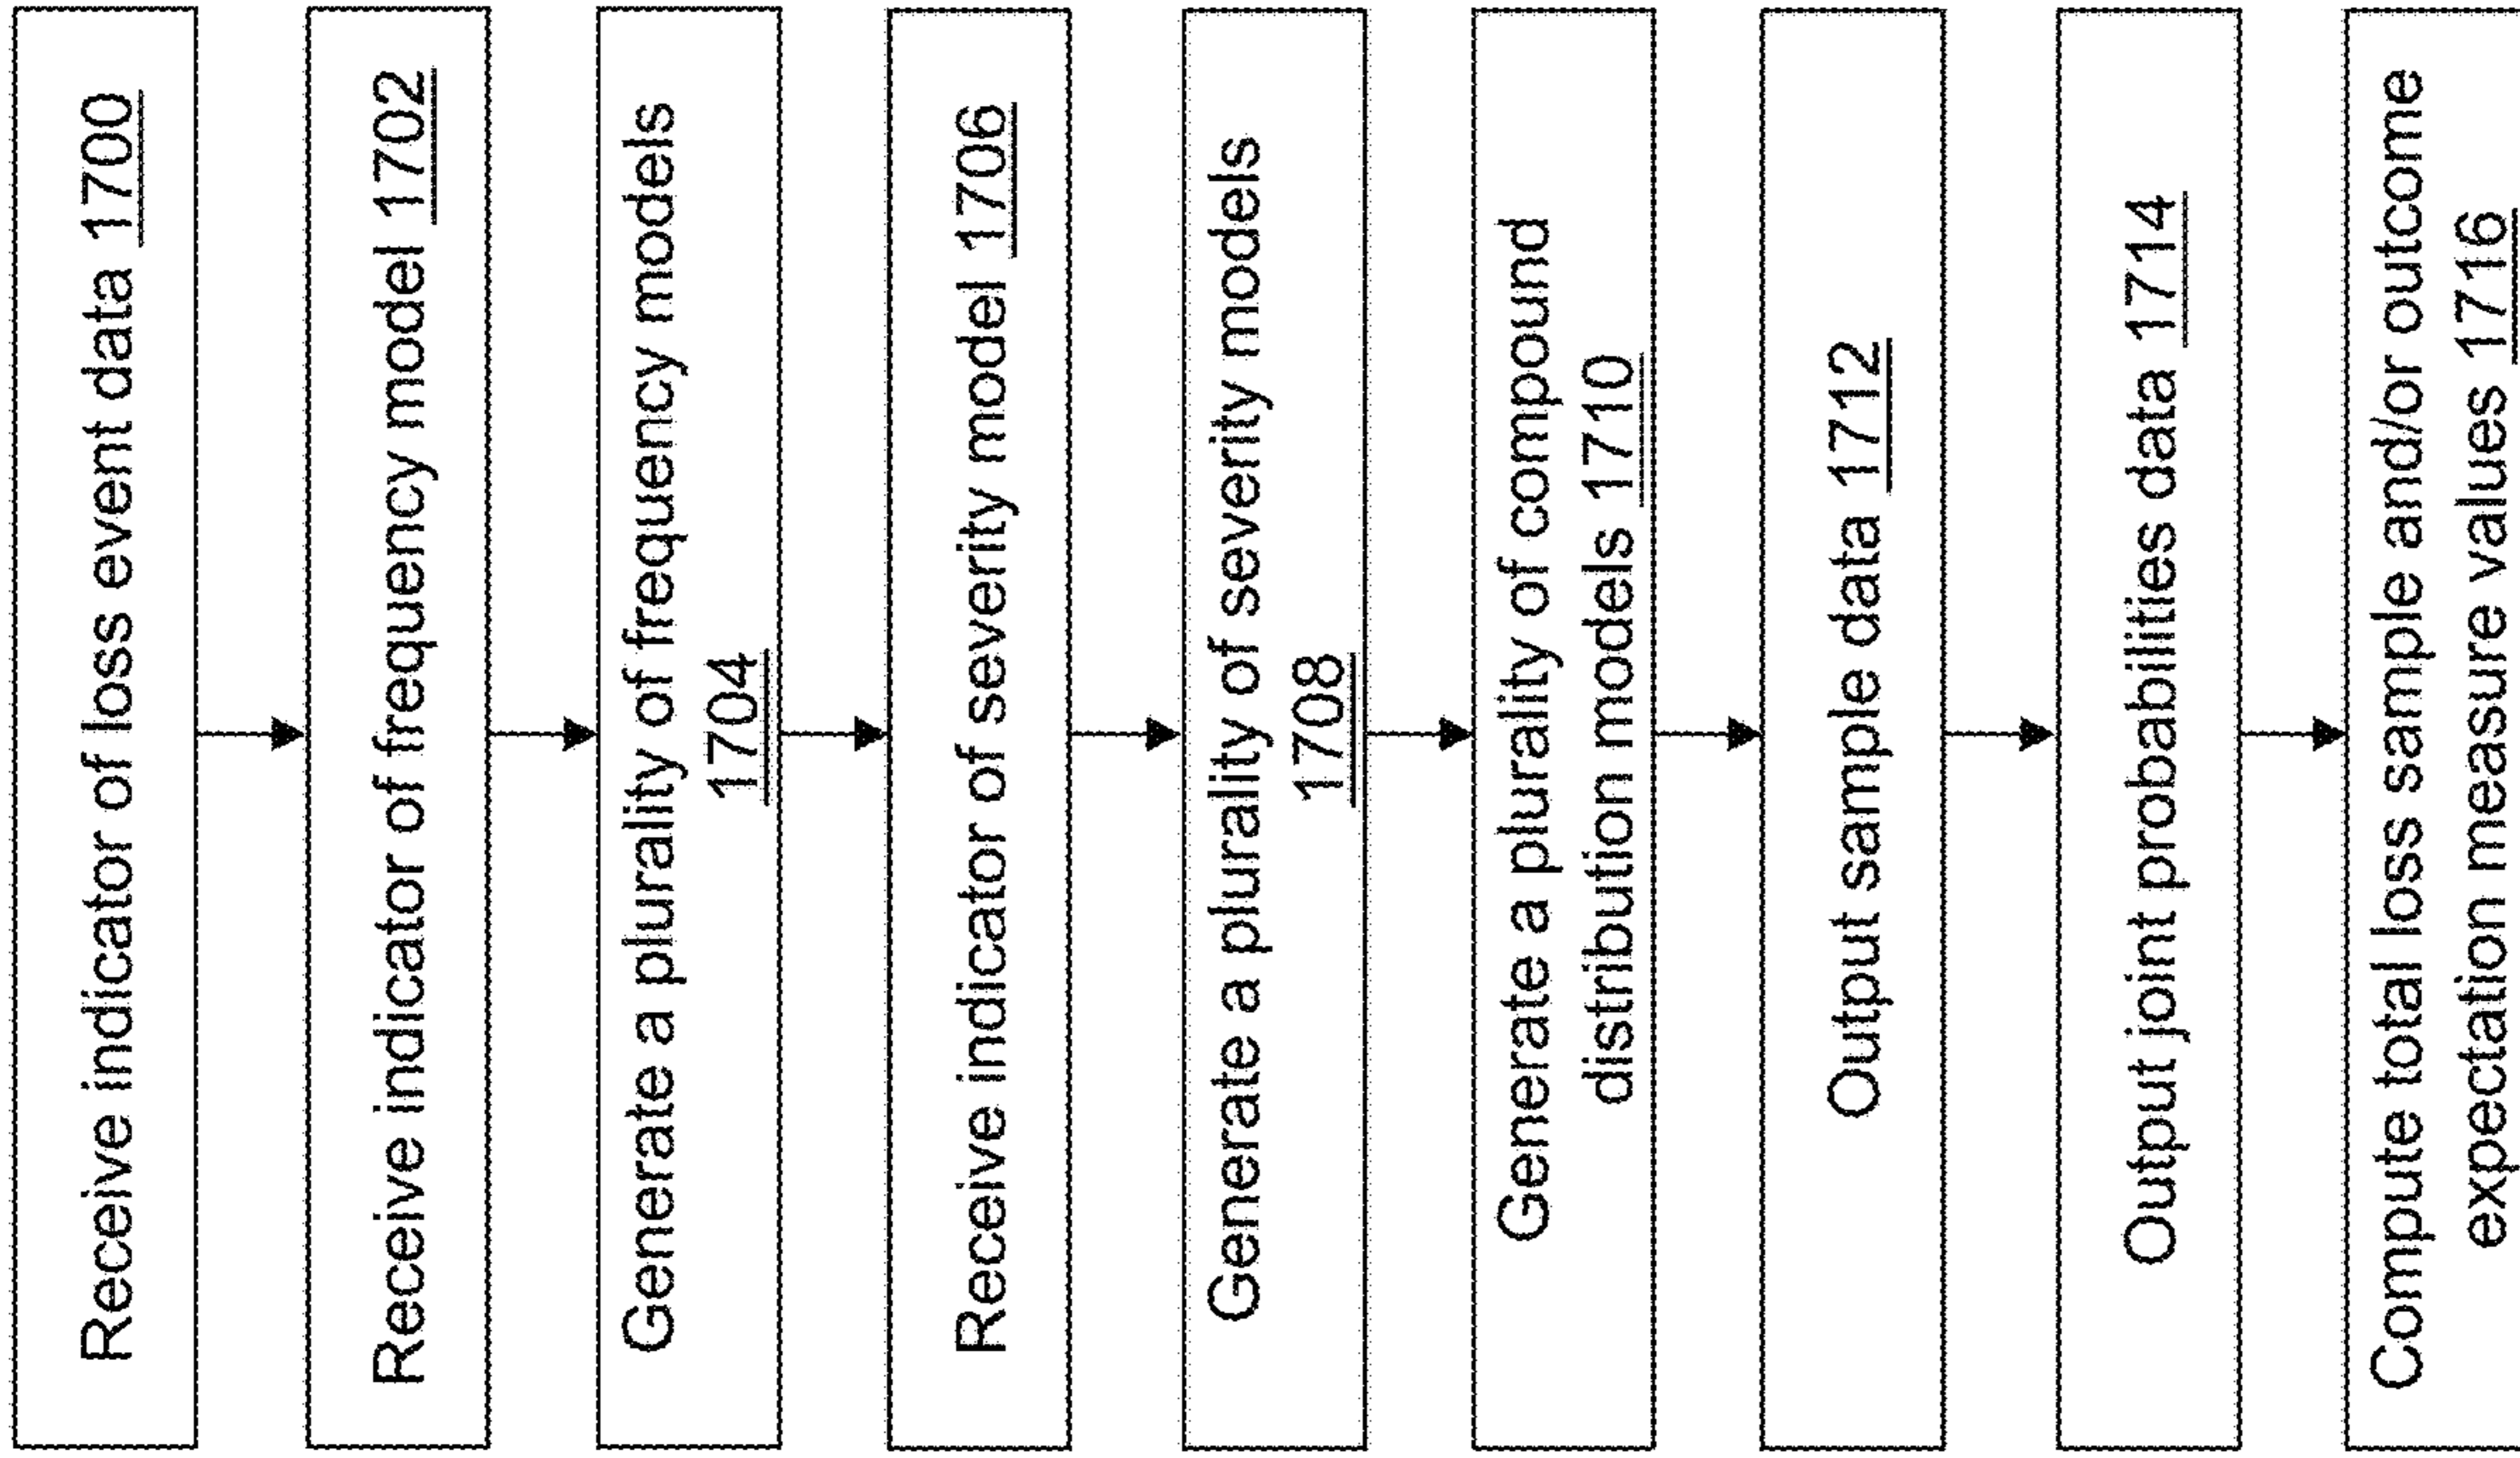 Receive indicator of loss event data 1700
Receive indicator of frequency model 1702
Generate a plurality of frequency models
1704
Receive indicator of severity model 1706
Generate a plurality of severity models
1708
Generate a plurality of compound
distribution models 1710
Output sample data 1712
Output joint probabilities data 1714
Compute total loss sample and/or outcome
expectation measure values 1716